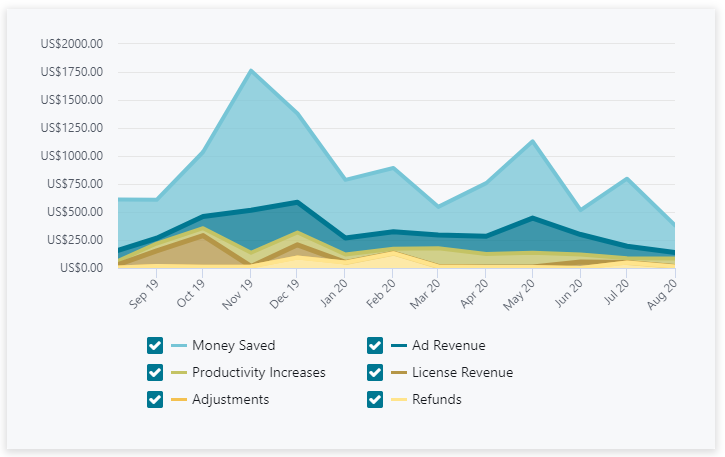 US$2000.00
US$1750.00
US$1500.00
US$1250.00
US$1000.00
US$750.00
US$500.00
US$250.00
US$0.00
Sep 19 Oct 19 Nov 19 Dec 19 Jan 20 Feb 20 Mar 20 Apr 20 May 20 Jun 20 Jul 20 Aug 20
Money Saved Ad Revenue
Productivity Increases License Revenue
Adjustments Refunds